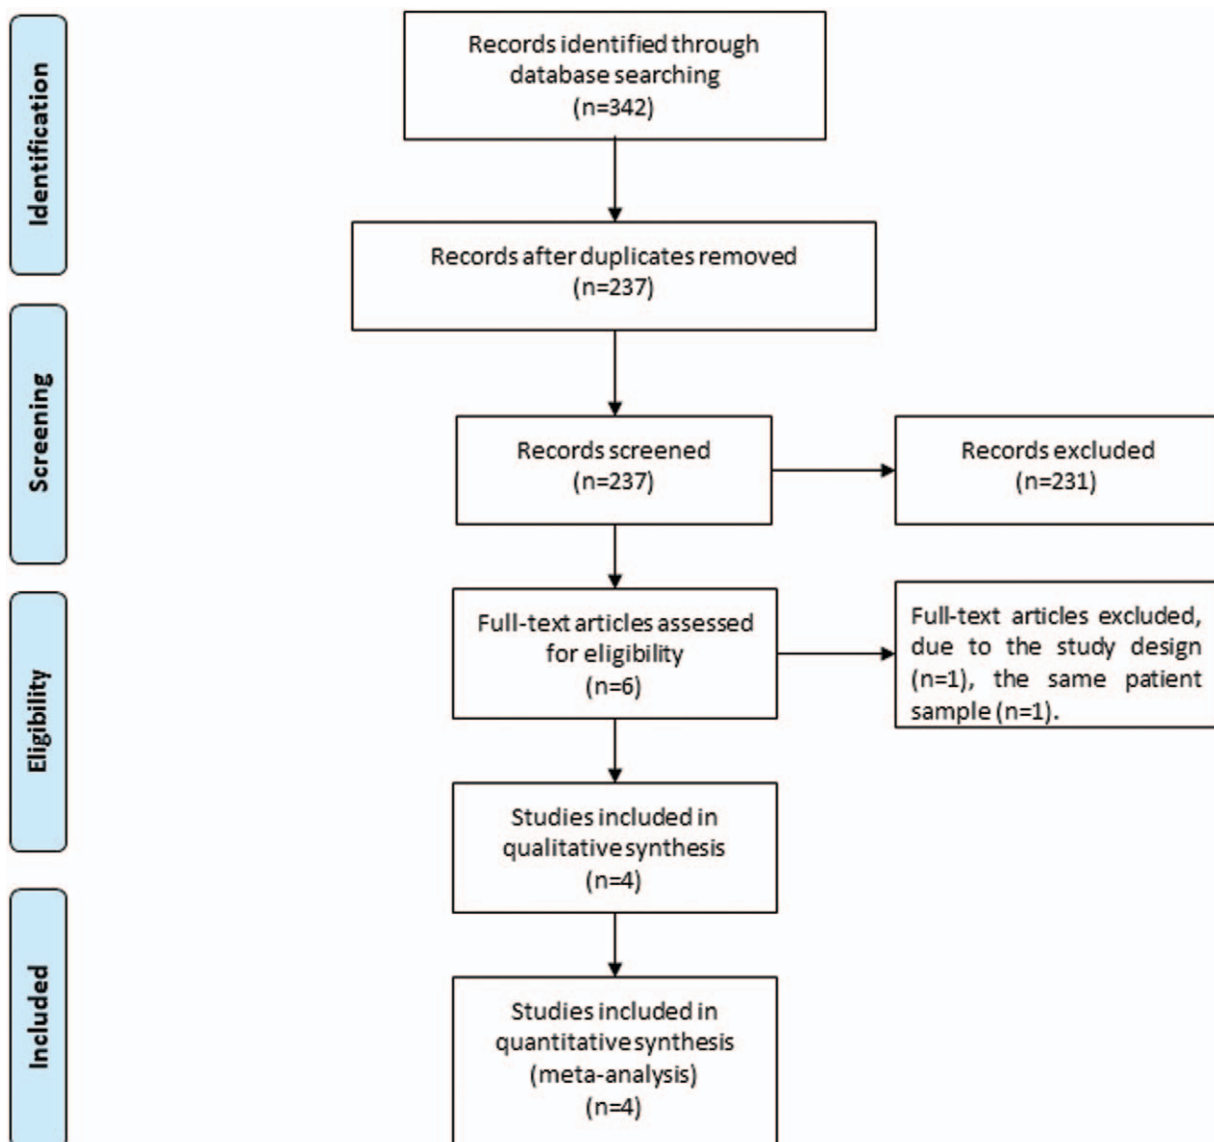 Identification
Records identified through
database searching
(n=342)
Records after duplicates removed
(n=237)
Screening
Records screened
(n=237)
Records excluded
(n=231)
Eligibility
Full-text articles assessed
for eligibility
(n=6)
Full-text articles excluded,
due to the study design
(n=1), the same patient
sample (n=1).
Studies included in
qualitative synthesis
(n=4)
Included
Studies included in
quantitative synthesis
(meta-analysis)
(n=4)